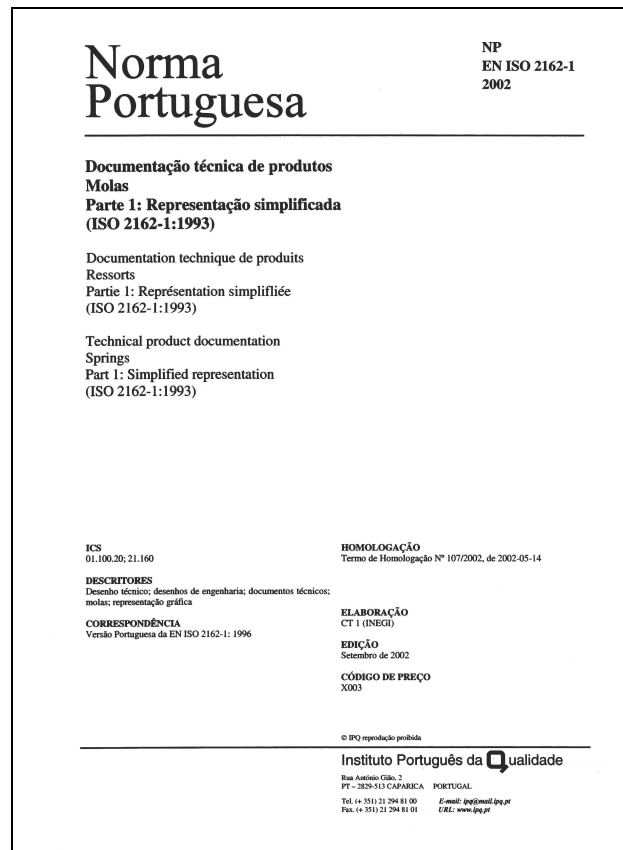 Norma
Portuguesa
NP
EN ISO 2162-1
2002
Documentação técnica de produtos
Molas
Parte 1: Representação simplificada
(ISO 2162-1:1993)
Documentation technique de produits
Ressorts
Partie 1: Représentation simplifliée
(ISO 2162-1:1993)
Technical product documentation
Springs
Part 1: Simplified representation
(ISO 2162-1:1993)
ICS
01.100.20; 21.160
DESCRITORES
Desenho técnico; desenhos de engenharia; documentos técnicos;
molas; representação gráfica
CORRESPONDÊNCIA
Versão Portuguesa da EN ISO 2162-1: 1996
HOMOLOGAÇÃO
Termo de Homologação Nº 107/2002, de 2002-05-14
ELABORAÇÃO
CT 1 (INEGI)
EDIÇÃO
Setembro de 2002
CÓDIGO DE PREÇO
X003
© IPQ reprodução proibida
Instituto Português da Qualidade
Rua António Gião, 2
PT – 2829-513 CAPARICA PORTUGAL
Tel. (+ 351) 21 294 81 00 E-mail: ipq@mail.ipq.pt
Fax. (+ 351) 21 294 81 01 URL: www.ipq.pt